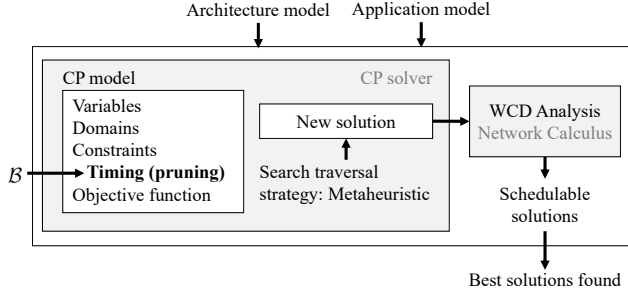 Architecture model
Application model
CP model
CP solver
Variables
Domains
Constraints
Timing (pruning)
Objective function
ℬ
New solution
Search traversal
strategy: Metaheuristic
WCD Analysis
Network Calculus
Schedulable
solutions
Best solutions found